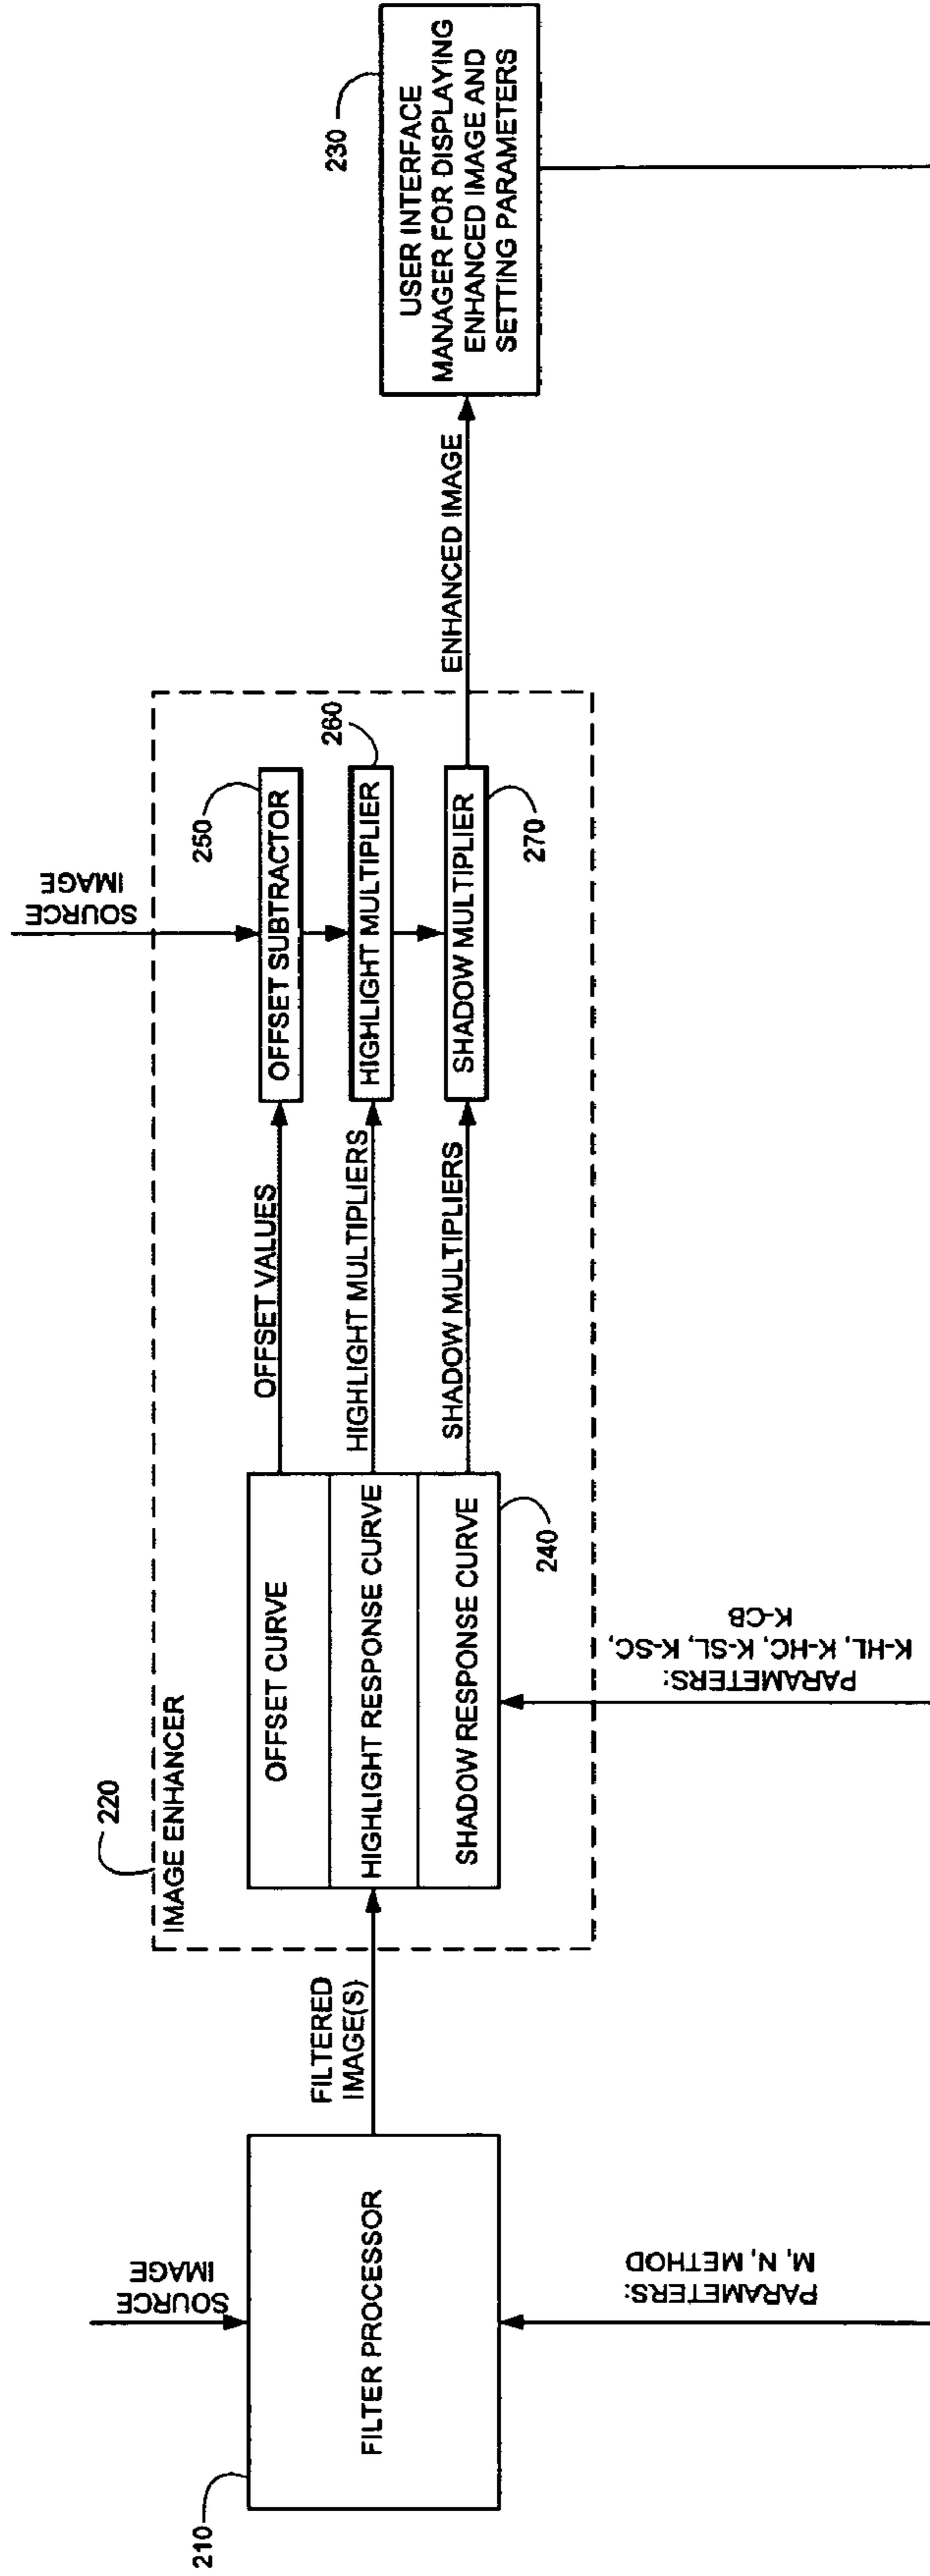 210
SOURCE
IMAGE
FILTER PROCESSOR
PARAMETERS:
M, N, METHOD
FILTERED
IMAGE(S)
220
IMAGE ENHANCER
OFFSET CURVE
HIGHLIGHT RESPONSE CURVE
SHADOW RESPONSE CURVE
240
PARAMETERS:
K-HL, K-HC, K-SL, K-SC,
K-CB
OFFSET VALUES
HIGHLIGHT MULTIPLIERS
SHADOW MULTIPLIERS
SOURCE
IMAGE
250
OFFSET SUBTRACTOR
260
HIGHLIGHT MULTIPLIER
SHADOW MULTIPLIER
270
ENHANCED IMAGE
230
USER INTERFACE
MANAGER FOR DISPLAYING
ENHANCED IMAGE AND
SETTING PARAMETERS